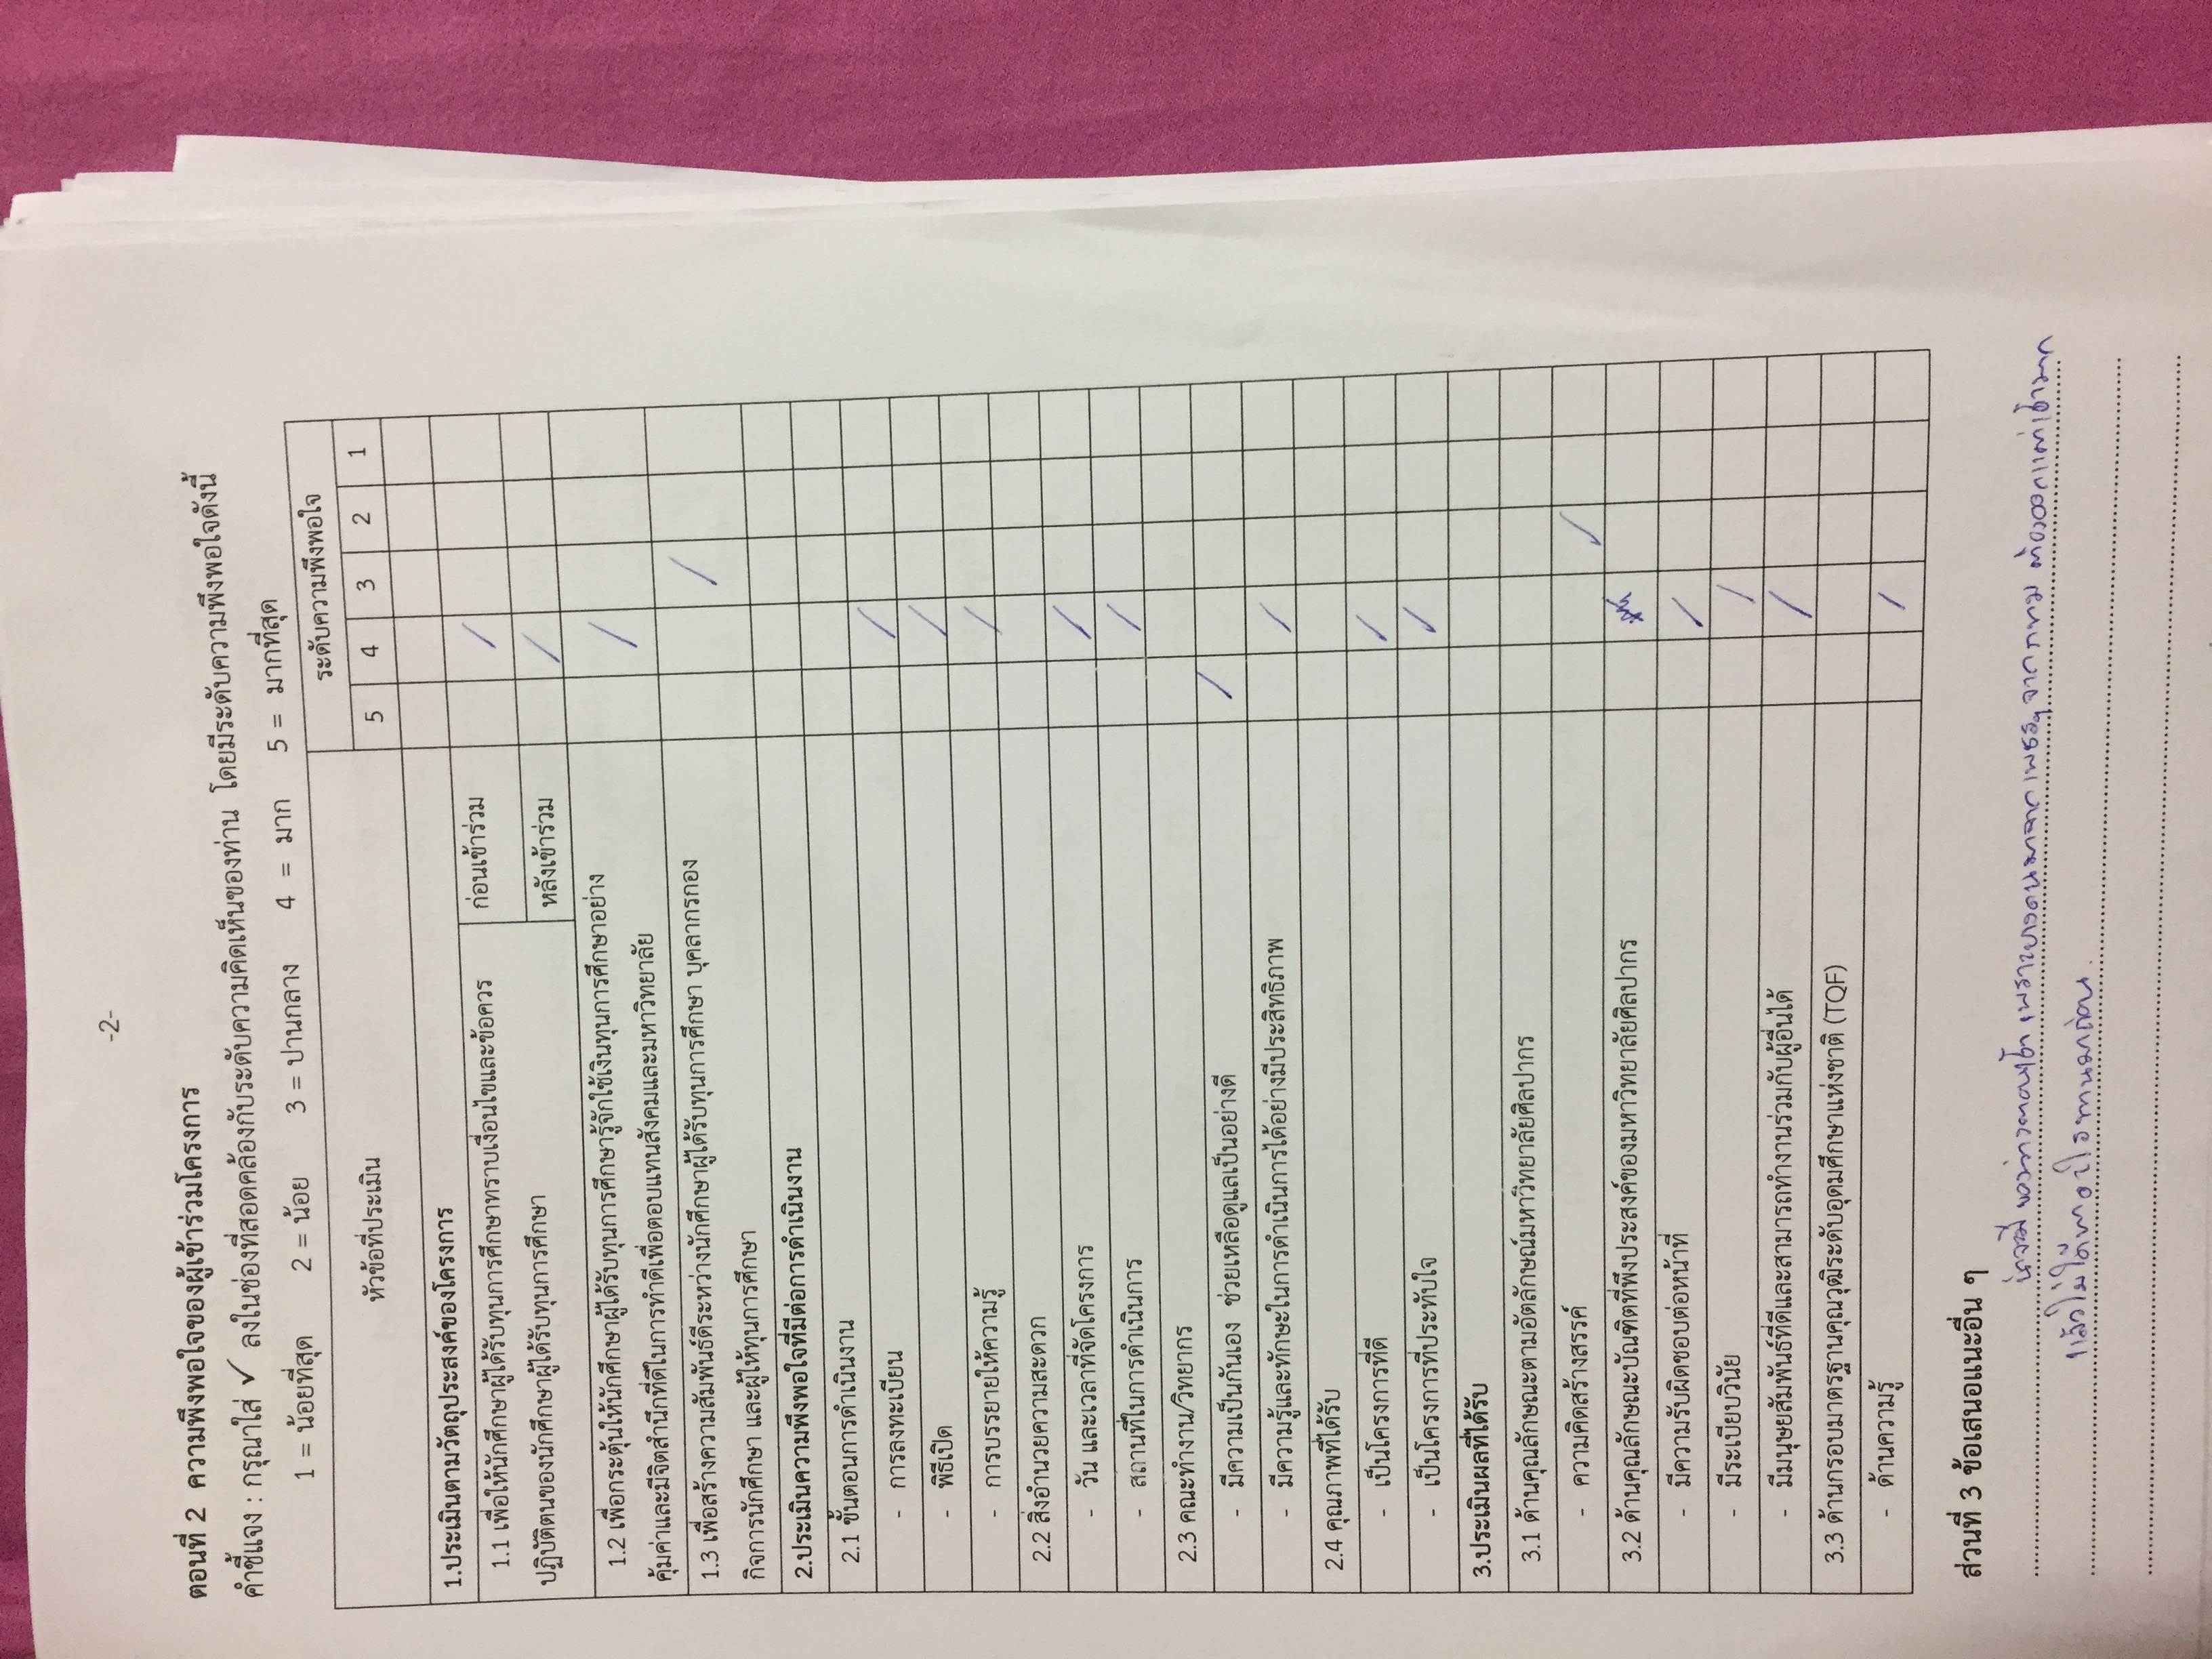 -2-
ตอนที่ 2 ความพึงพอใจของผู้เข้าร่วมโครงการ
คำชี้แจง : กรุณาใส่ ✓ ลงในช่องที่สอดคล้องกับระดับความคิดเห็นของท่าน โดยมีระดับความพึงพอใจดังนี้
1 = น้อยที่สุด 2 = น้อย 3 = ปานกลาง 4 = มาก 5 = มากที่สุด
หัวข้อที่ประเมิน ระดับความพึงพอใจ
5 4 3 2 1
1.ประเมินตามวัตถุประสงค์ของโครงการ
1.1 เพื่อให้นักศึกษาผู้ได้รับทุนการศึกษาทราบเงื่อนไขและข้อควร ก่อนเข้าร่วม
ปฏิบัติตนของนักศึกษาผู้ได้รับทุนการศึกษา หลังเข้าร่วม
1.2 เพื่อกระตุ้นให้นักศึกษาผู้ได้รับทุนการศึกษารู้จักใช้เงินทุนการศึกษาอย่าง
คุ้มค่าและมีจิตสำนึกที่ดีในการทำดีเพื่อตอบแทนสังคมและมหาวิทยาลัย
1.3 เพื่อสร้างความสัมพันธ์ดีระหว่างนักศึกษาผู้ได้รับทุนการศึกษา บุคลากรกอง
กิจการนักศึกษา และผู้ให้ทุนการศึกษา
2.ประเมินความพึงพอใจที่มีต่อการดำเนินงาน
2.1 ขั้นตอนการดำเนินงาน
- การลงทะเบียน
- พิธีเปิด
- การบรรยายให้ความรู้
2.2 สิ่งอำนวยความสะดวก
- วัน และเวลาที่จัดโครงการ
- สถานที่ในการดำเนินการ
2.3 คณะทำงาน/วิทยากร
- มีความเป็นกันเอง ช่วยเหลือดูแลเป็นอย่างดี
- มีความรู้และทักษะในการดำเนินการได้อย่างมีประสิทธิภาพ
2.4 คุณภาพที่ได้รับ
- เป็นโครงการที่ดี
- เป็นโครงการที่ประทับใจ
3.ประเมินผลที่ได้รับ
3.1 ด้านคุณลักษณะตามอัตลักษณ์มหาวิทยาลัยศิลปากร
- ความคิดสร้างสรรค์
3.2 ด้านคุณลักษณะบัณฑิตที่พึงประสงค์ของมหาวิทยาลัยศิลปากร
- มีความรับผิดชอบต่อหน้าที่
- มีระเบียบวินัย
- มีมนุษยสัมพันธ์ที่ดีและสามารถทำงานร่วมกับผู้อื่นได้
3.3 ด้านกรอบมาตรฐานคุณวุฒิระดับอุดมศึกษาแห่งชาติ (TQF)
- ด้านความรู้
ส่วนที่ 3 ข้อเสนอแนะอื่น ๆ
น่าจะมี ของว่างตอนเช้า เพราะบางคนมาจาก เพชรฯ จาก กทม ต้องออกแต่เช้ามาก
แล้วไม่ได้หาอะไรทานมาก่อน.